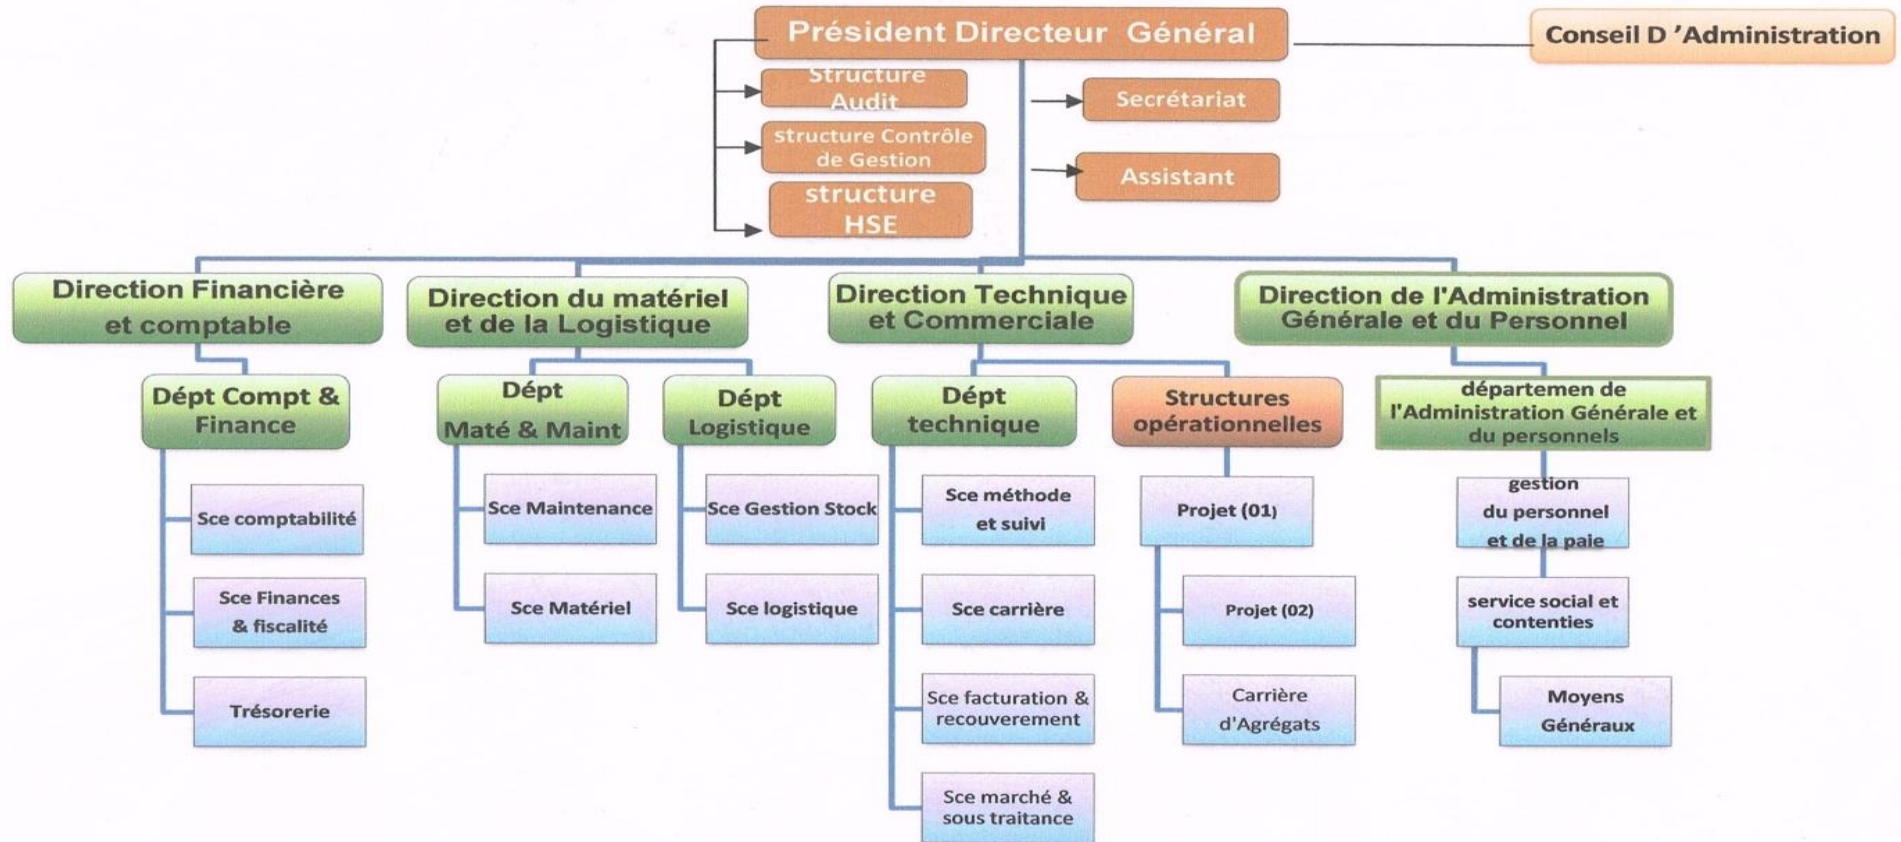 Président Directeur Général
Conseil D ’Administration
Structure
Audit
structure Contrôle
de Gestion
structure
HSE
Secrétariat
Assistant
Direction Financière
et comptable
Direction du matériel
et de la Logistique
Direction Technique
et Commerciale
Direction de l'Administration
Générale et du Personnel
Dépt Compt &
Finance
Dépt
Maté & Maint
Dépt
Logistique
Dépt
technique
Structures
opérationnelles
départemen de
l'Administration Générale et
du personnels
Sce comptabilité
Sce Finances
& fiscalité
Trésorerie
Sce Maintenance
Sce Matériel
Sce Gestion Stock
Sce logistique
Sce méthode
et suivi
Sce carrière
Sce facturation &
recouverement
Sce marché &
sous traitance
Projet (01)
Projet (02)
Carrière
d'Agrégats
gestion
du personnel
et de la paie
service social et
contenties
Moyens
Généraux